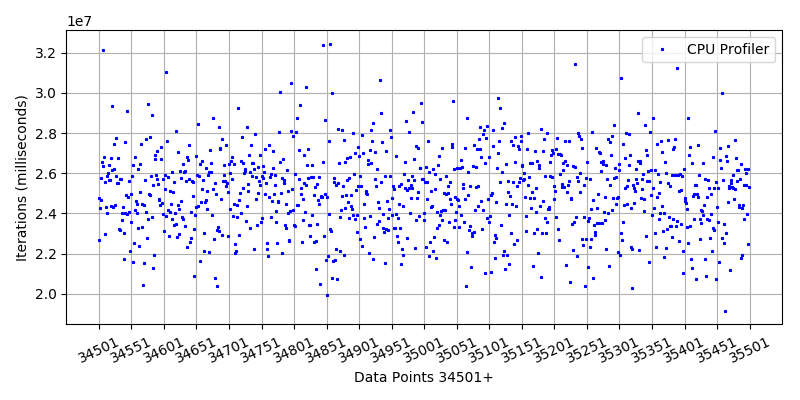 1e7
CPU Profiler
3.2
3.0
2.8
2.6
2.4
2.2
2.0
Iterations (milliseconds)
34501 34551 34601 34651 34701 34751 34801 34851 34901 34951 35001 35051 35101 35151 35201 35251 35301 35351 35401 35451 35501
Data Points 34501+